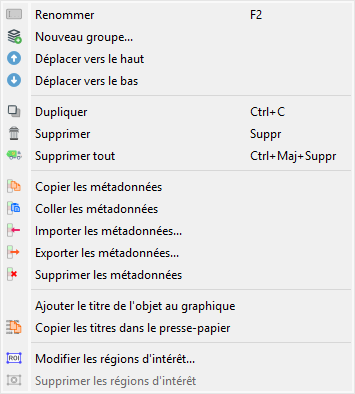 Renommer F2
Nouveau groupe...
Déplacer vers le haut
Déplacer vers le bas
Dupliquer Ctrl+C
Supprimer Suppr
Supprimer tout Ctrl+Maj+Suppr
Copier les métadonnées
Coller les métadonnées
Importer les métadonnées...
Exporter les métadonnées...
Supprimer les métadonnées
Ajouter le titre de l'objet au graphique
Copier les titres dans le presse-papier
ROI Modifier les régions d'intérêt...
Supprimer les régions d'intérêt